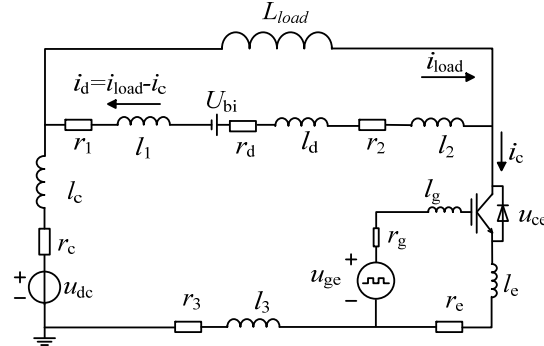 L_load
i_load
i_d=i_load-i_c
U_bi
r_1
l_1
r_d
l_d
r_2
l_2
i_c
l_c
l_g
u_ce
r_g
r_c
+
u_ge
−
+
u_dc
−
l_e
r_3
l_3
r_e